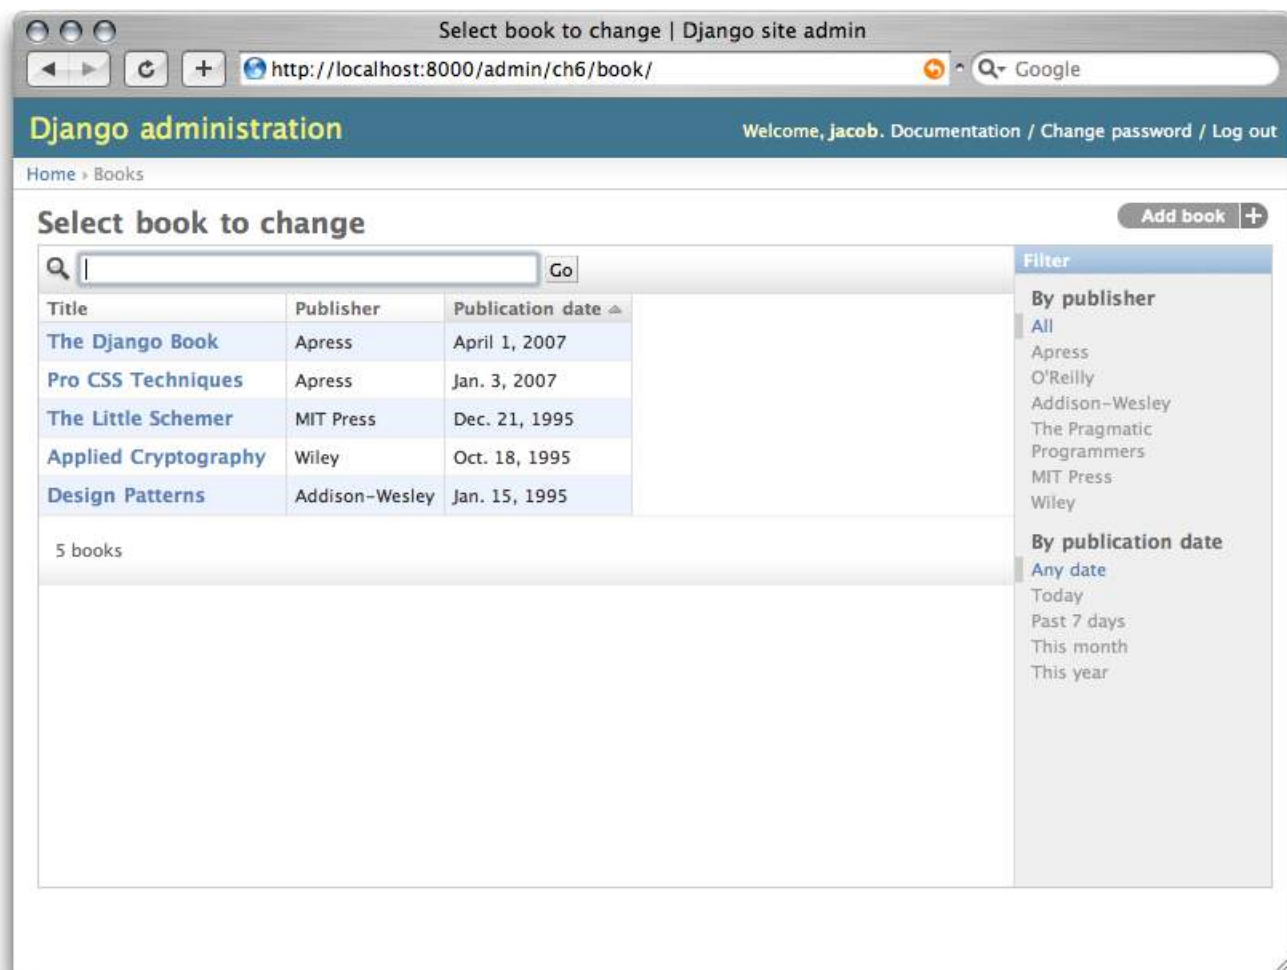 Select book to change | Django site admin
http://localhost:8000/admin/ch6/book/
Google
Django administration
Welcome, jacob. Documentation / Change password / Log out
Home › Books
Select book to change
Add book +
Go
Title Publisher Publication date
The Django Book Apress April 1, 2007
Pro CSS Techniques Apress Jan. 3, 2007
The Little Schemer MIT Press Dec. 21, 1995
Applied Cryptography Wiley Oct. 18, 1995
Design Patterns Addison-Wesley Jan. 15, 1995
5 books
Filter
By publisher
All
Apress
O'Reilly
Addison-Wesley
The Pragmatic
Programmers
MIT Press
Wiley
By publication date
Any date
Today
Past 7 days
This month
This year